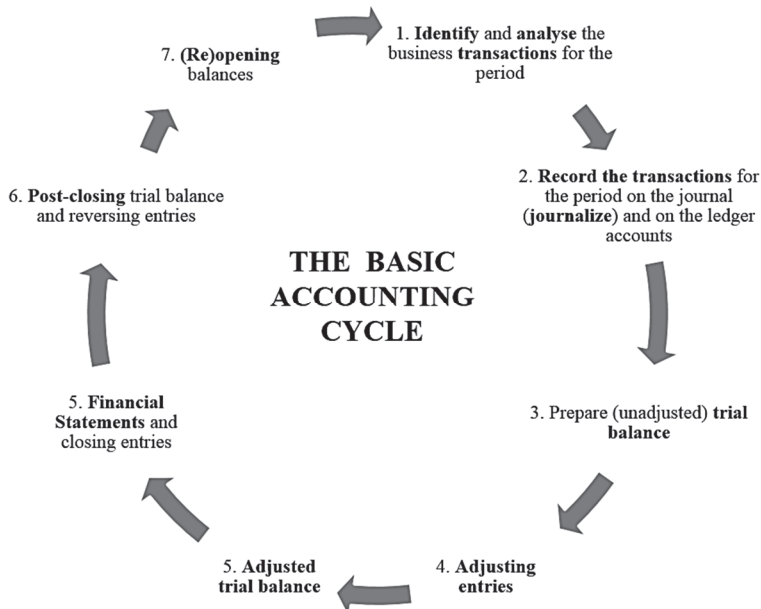 THE BASIC
ACCOUNTING
CYCLE
1. Identify and analyse the
business transactions for the
period
2. Record the transactions for
the period on the journal
(journalize) and on the ledger
accounts
3. Prepare (unadjusted) trial
balance
4. Adjusting
entries
5. Adjusted
trial balance
5. Financial
Statements and
closing entries
6. Post-closing trial balance
and reversing entries
7. (Re)opening
balances